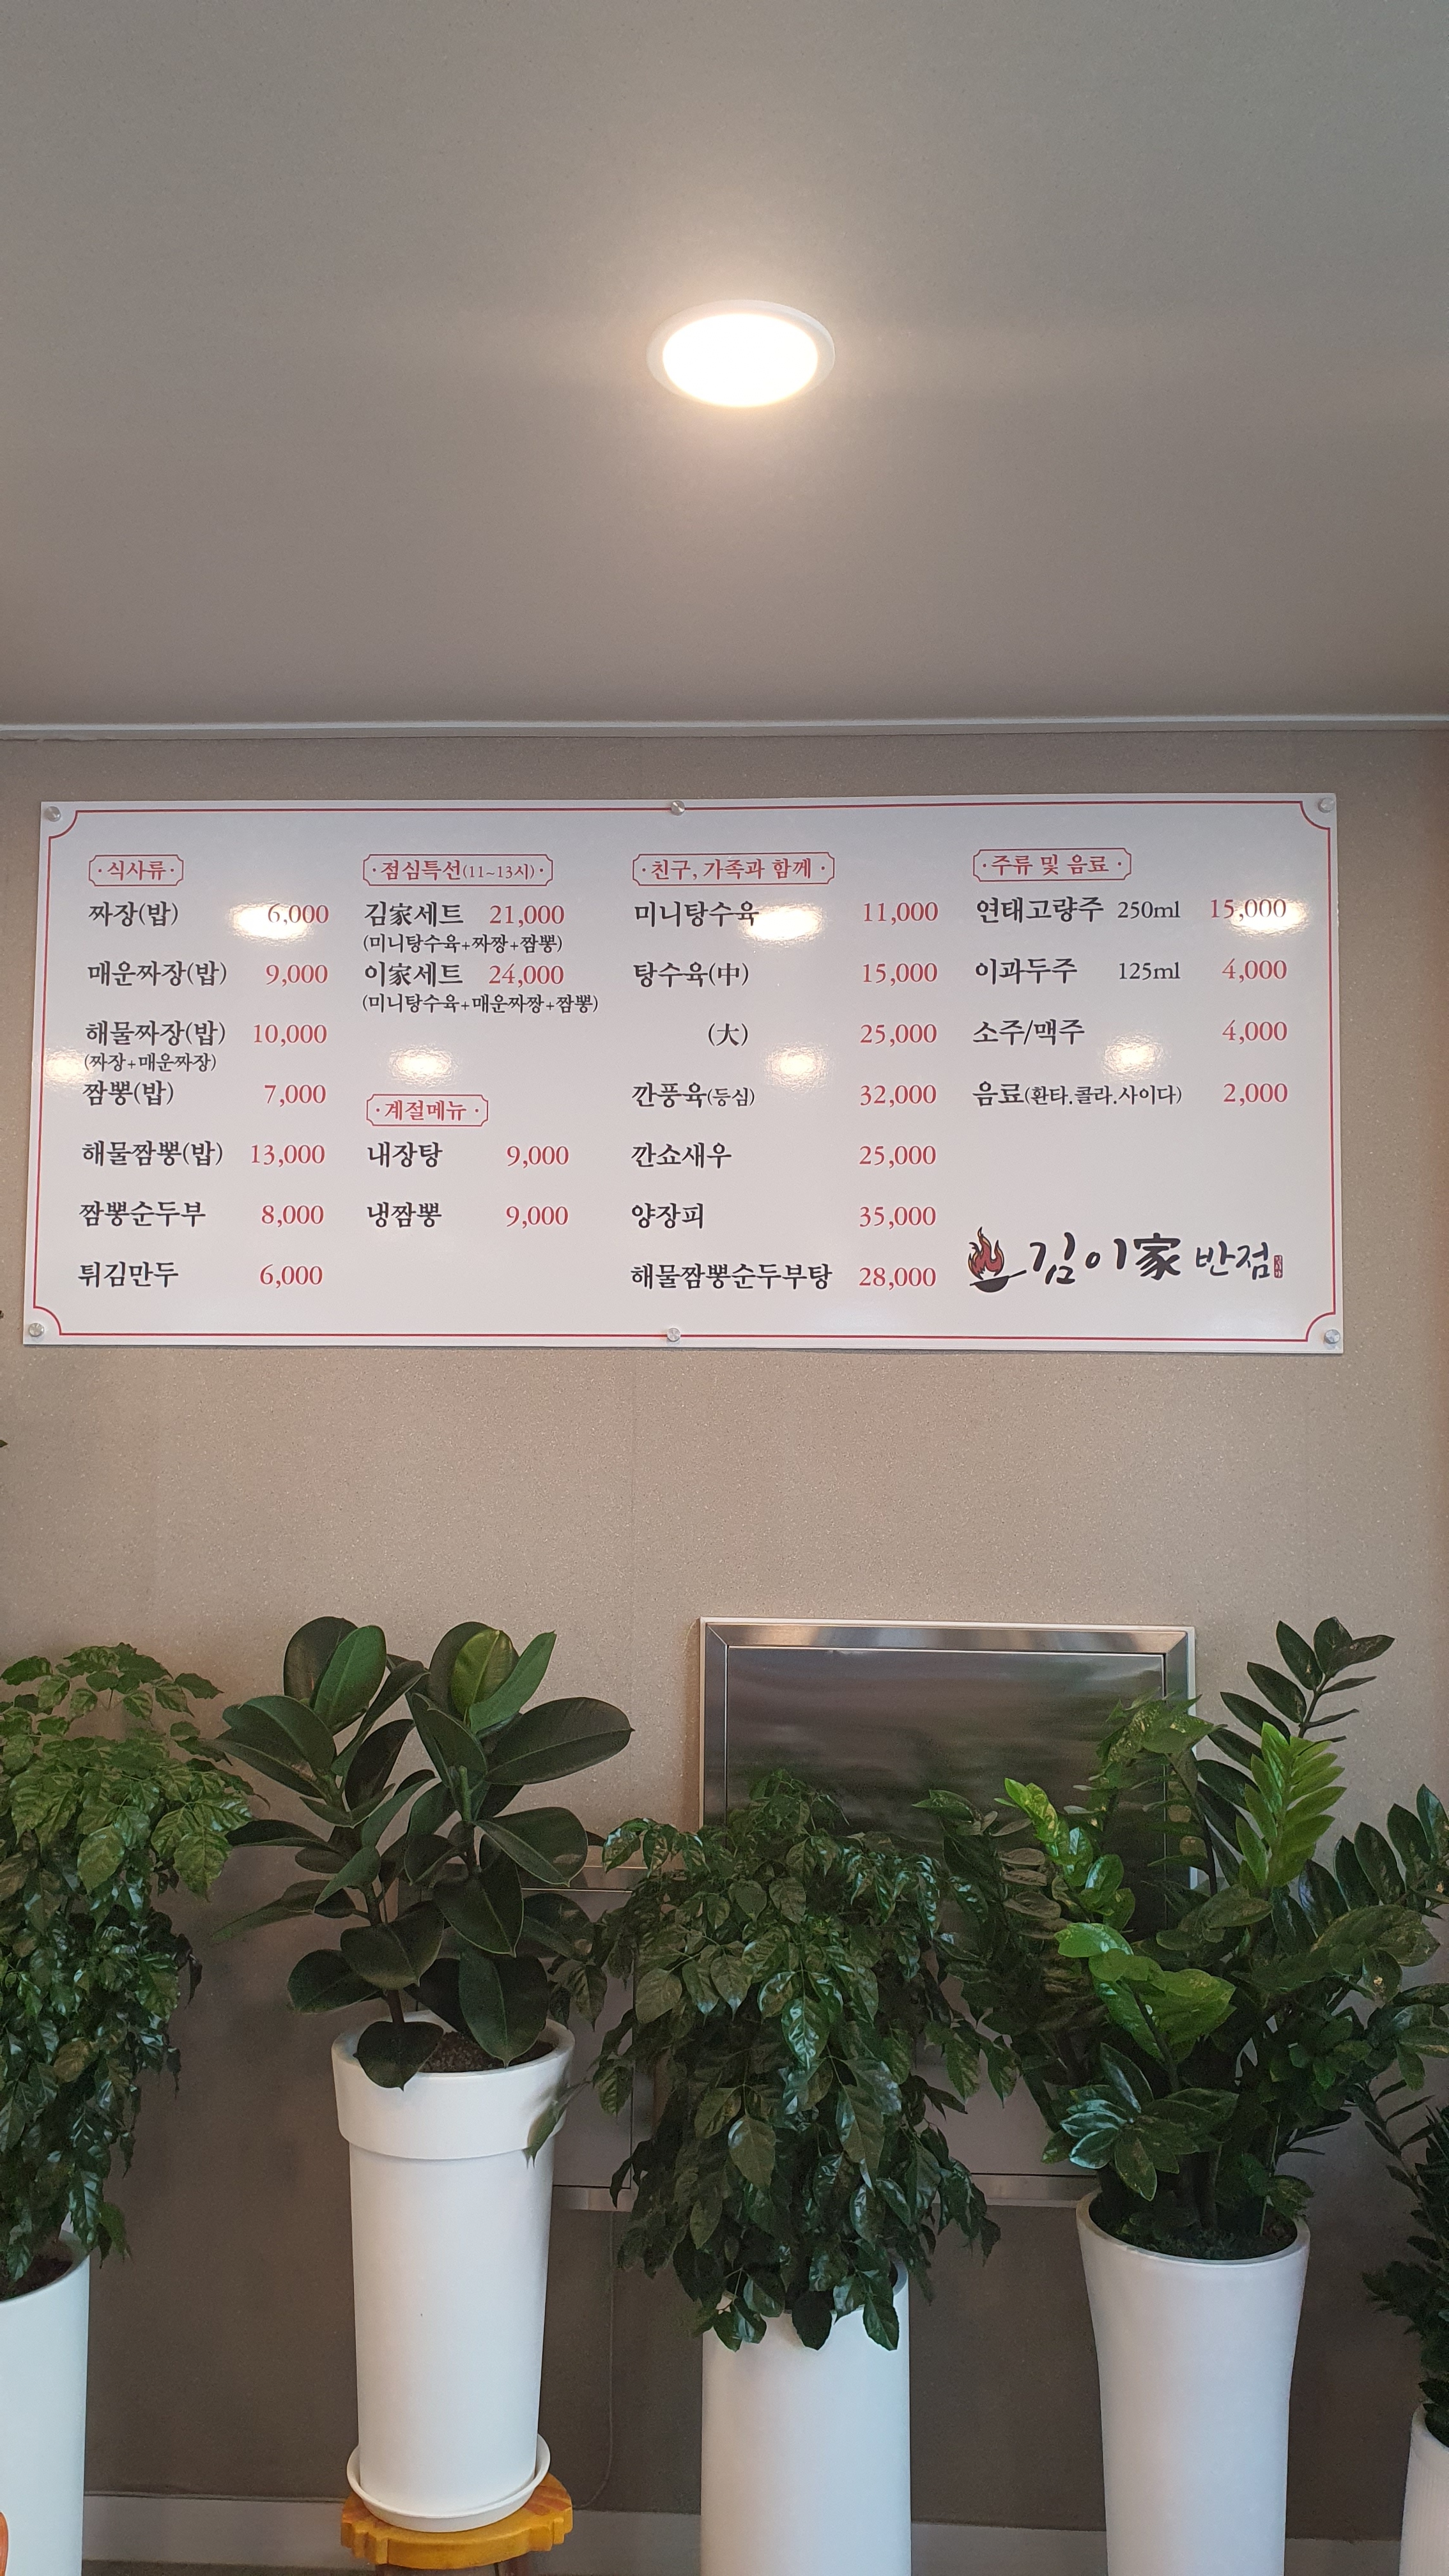 ·식사류·
짜장(밥) 6,000
매운짜장(밥) 9,000
해물짜장(밥) 10,000
(짜장+매운짜장)
짬뽕(밥) 7,000
해물짬뽕(밥) 13,000
짬뽕순두부 8,000
튀김만두 6,000
·점심특선(11~13시)·
김家세트 21,000
(미니탕수육+짜짱+짬뽕)
이家세트 24,000
(미니탕수육+매운짜짱+짬뽕)
·계절메뉴·
내장탕 9,000
냉짬뽕 9,000
·친구, 가족과 함께·
미니탕수육 11,000
탕수육(中) 15,000
(大) 25,000
깐풍육(등심) 32,000
깐쇼새우 25,000
양장피 35,000
해물짬뽕순두부탕 28,000
·주류 및 음료·
연태고량주 250ml 15,000
이과두주 125ml 4,000
소주/맥주 4,000
음료(환타.콜라.사이다) 2,000
김이家 반점